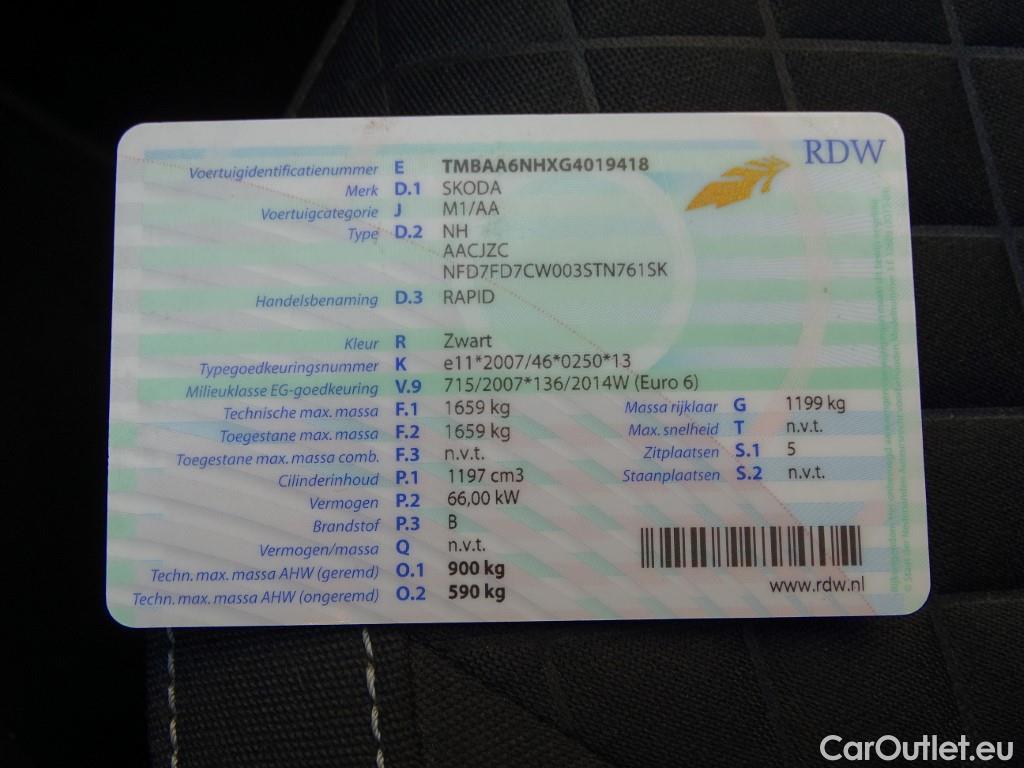 RDW
Voertuigidentificatienummer E TMBAA6NHXG4019418
Merk D.1 SKODA
Voertuigcategorie J M1/AA
Type D.2 NH
AACJZC
NFD7FD7CW003STN761SK
Handelsbenaming D.3 RAPID
Kleur R Zwart
Typegoedkeuringsnummer K e11*2007/46*0250*13
Milieuklasse EG-goedkeuring V.9 715/2007*136/2014W (Euro 6)
Technische max. massa F.1 1659 kg Massa rijklaar G 1199 kg
Toegestane max. massa F.2 1659 kg Max. snelheid T n.v.t.
Toegestane max. massa comb. F.3 n.v.t. Zitplaatsen S.1 5
Cilinderinhoud P.1 1197 cm3 Staanplaatsen S.2 n.v.t.
Vermogen P.2 66,00 kW
Brandstof P.3 B
Vermogen/massa Q n.v.t.
Techn. max. massa AHW (geremd) O.1 900 kg
Techn. max. massa AHW (ongeremd) O.2 590 kg
www.rdw.nl
CarOutlet.eu